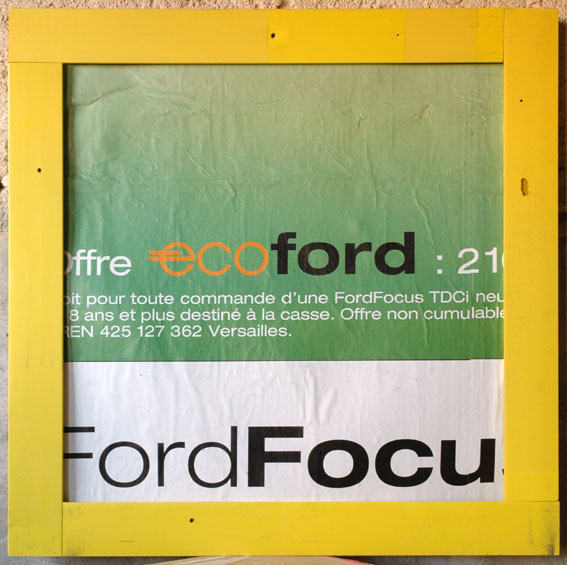 Offre ecoford : 210
oit pour toute commande d'une FordFocus TDCi neu
8 ans et plus destiné à la casse. Offre non cumulable
REN 425 127 362 Versailles.
FordFocus